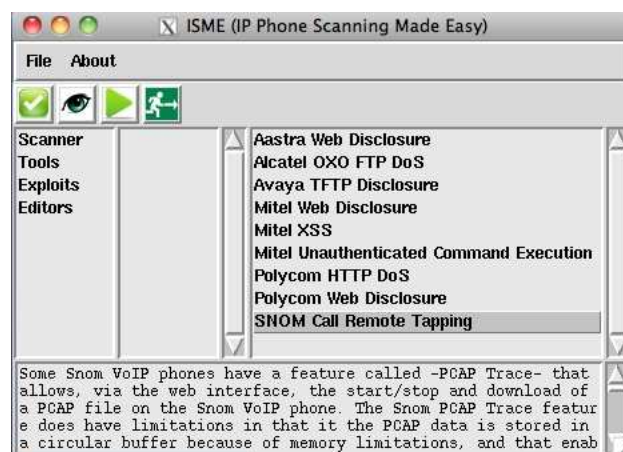 ISME (IP Phone Scanning Made Easy)
File About
Scanner
Tools
Exploits
Editors
Aastra Web Disclosure
Alcatel OXO FTP DoS
Avaya TFTP Disclosure
Mitel Web Disclosure
Mitel XSS
Mitel Unauthenticated Command Execution
Polycom HTTP DoS
Polycom Web Disclosure
SNOM Call Remote Tapping
Some Snom VoIP phones have a feature called -PCAP Trace- that
allows, via the web interface, the start/stop and download of
a PCAP file on the Snom VoIP phone. The Snom PCAP Trace featur
e does have limitations in that it the PCAP data is stored in
a circular buffer because of memory limitations, and that enab